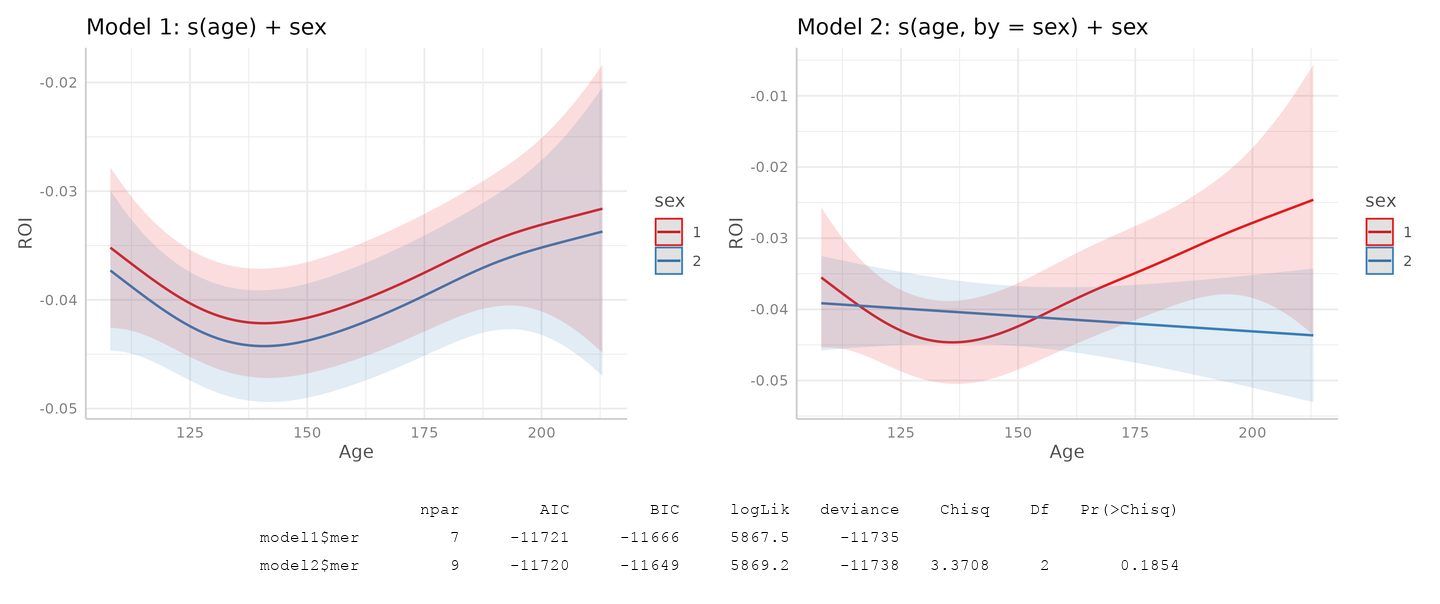 Model 1: s(age) + sex
-0.02
-0.03
-0.04
-0.05
ROI
125 150 175 200
Age
sex
1
2
Model 2: s(age, by = sex) + sex
-0.01
-0.02
-0.03
-0.04
-0.05
ROI
125 150 175 200
Age
sex
1
2
npar AIC BIC logLik deviance Chisq Df Pr(>Chisq)
model1$mer 7 -11721 -11666 5867.5 -11735
model2$mer 9 -11720 -11649 5869.2 -11738 3.3708 2 0.1854